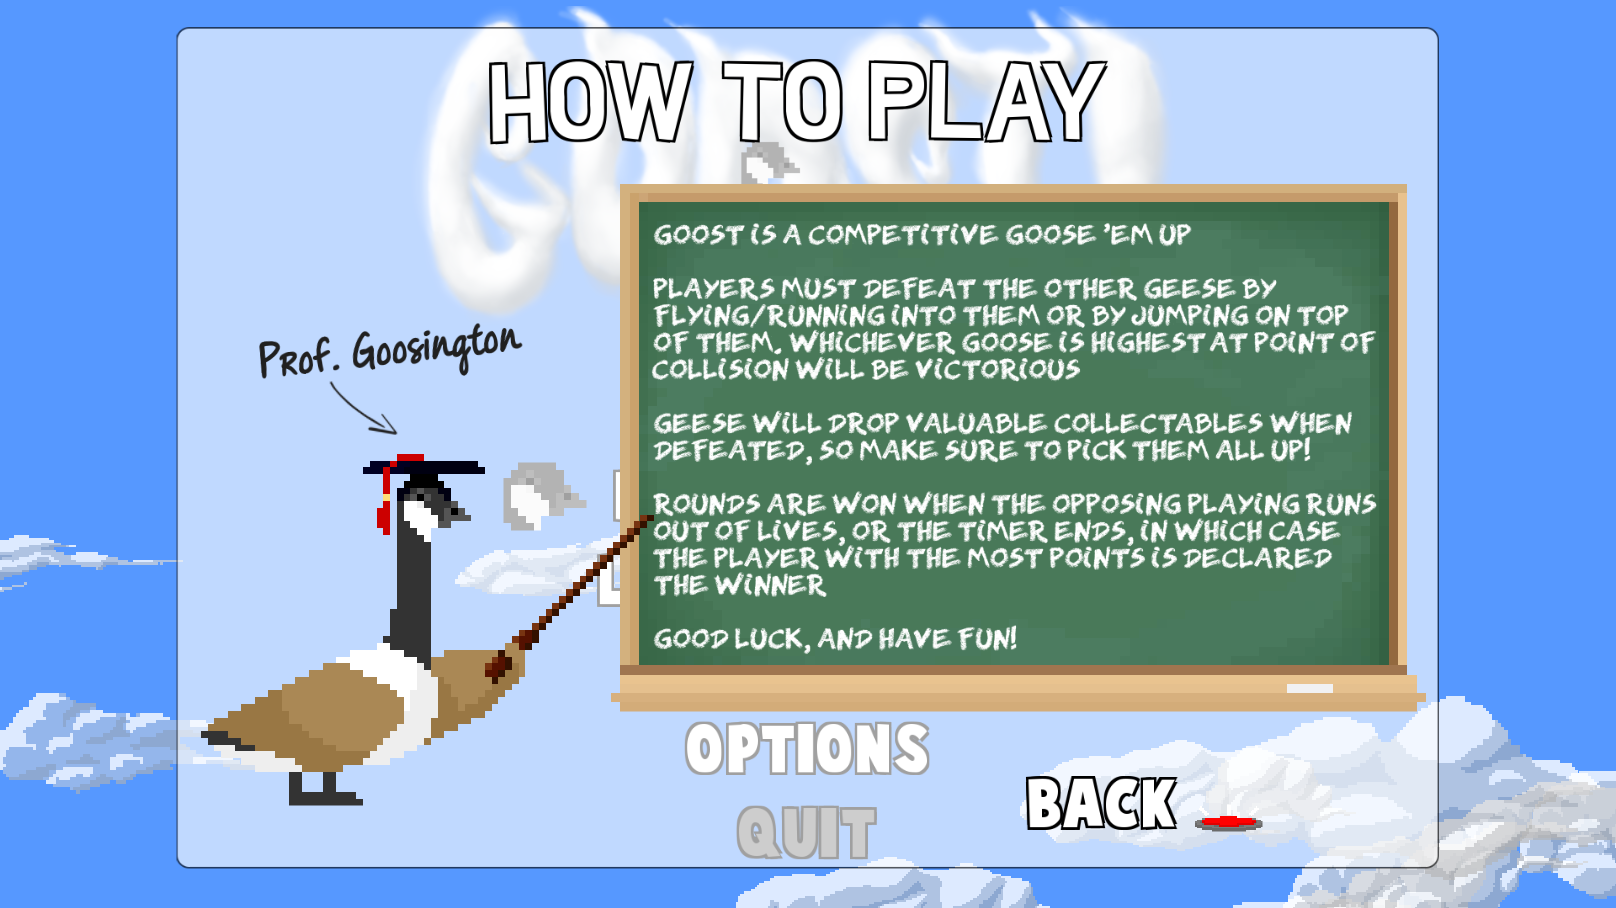 HOW TO PLAY
GOOST iS A COMPETiTiVE GOOSE 'EM UP
PLAYERS MUST DEFEAT THE OTHER GEESE BY
FLYiNG/RUNNiNG iNTO THEM OR BY JUMPiNG ON TOP
OF THEM. WHiCHEVER GOOSE iS HiGHEST AT POiNT OF
COLLiSiON WiLL BE ViCTORiOUS
GEESE WiLL DROP VALUABLE COLLECTABLES WHEN
DEFEATED, SO MAKE SURE TO PiCK THEM ALL UP!
ROUNDS ARE WON WHEN THE OPPOSiNG PLAYiNG RUNS
OUT OF LiVES, OR THE TiMER ENDS, iN WHiCH CASE
THE PLAYER WiTH THE MOST POiNTS iS DECLARED
THE WiNNER
GOOD LUCK, AND HAVE FUN!
Prof. Goosington
OPTIONS
BACK
QUIT